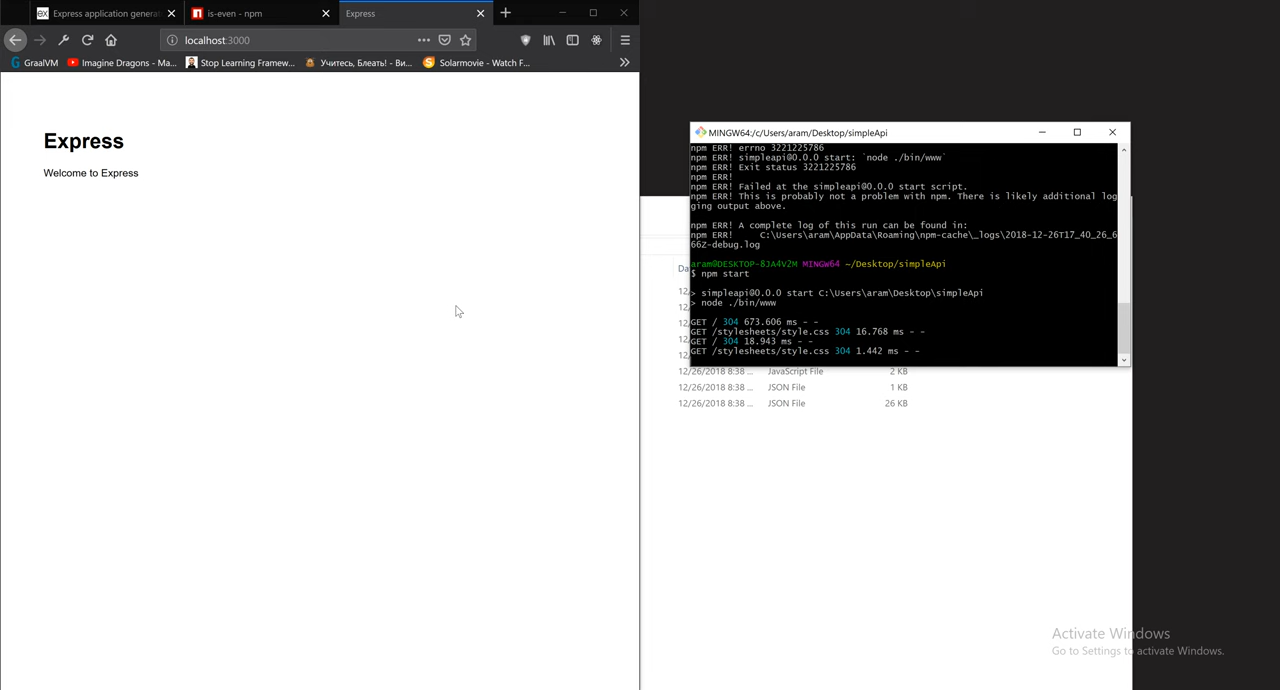 Express application generat
is-even - npm
Express
localhost:3000
GraalVM
Imagine Dragons - Ma...
Stop Learning Framew...
Учитесь, Блеать! - Ви...
Solarmovie - Watch F...
Express
Welcome to Express
MINGW64:/c/Users/aram/Desktop/simpleApi
npm ERR! errno 3221225786
npm ERR! simpleapi@0.0.0 start: `node ./bin/www`
npm ERR! Exit status 3221225786
npm ERR!
npm ERR! Failed at the simpleapi@0.0.0 start script.
npm ERR! This is probably not a problem with npm. There is likely additional log
ging output above.
npm ERR! A complete log of this run can be found in:
npm ERR!     C:\Users\aram\AppData\Roaming\npm-cache\_logs\2018-12-26T17_40_26_6
66Z-debug.log
aram@DESKTOP-8JA4V2M MINGW64 ~/Desktop/simpleApi
$ npm start
> simpleapi@0.0.0 start C:\Users\aram\Desktop\simpleApi
> node ./bin/www
GET / 304 673.606 ms - -
GET /stylesheets/style.css 304 16.768 ms - -
GET / 304 18.943 ms - -
GET /stylesheets/style.css 304 1.442 ms - -
Da
12
12
12
12
12
12/26/2018 8:38 ... JavaScript File 2 KB
12/26/2018 8:38 ... JSON File 1 KB
12/26/2018 8:38 ... JSON File 26 KB
Activate Windows
Go to Settings to activate Windows.